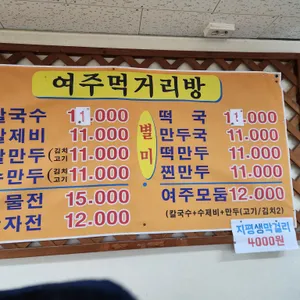 여주먹거리방
칼국수 11.000
칼제비 11.000
칼만두 (김치 고기 11.000
수만두 (김치 고기 11.000
물전 15.000
자전 12.000
별미
떡국 11.000
만두국 11.000
떡만두 11.000
찐만두 11.000
여주모둠 12.000
(칼국수+수제비+만두(고기/김치2)
지평생막걸리
4000원